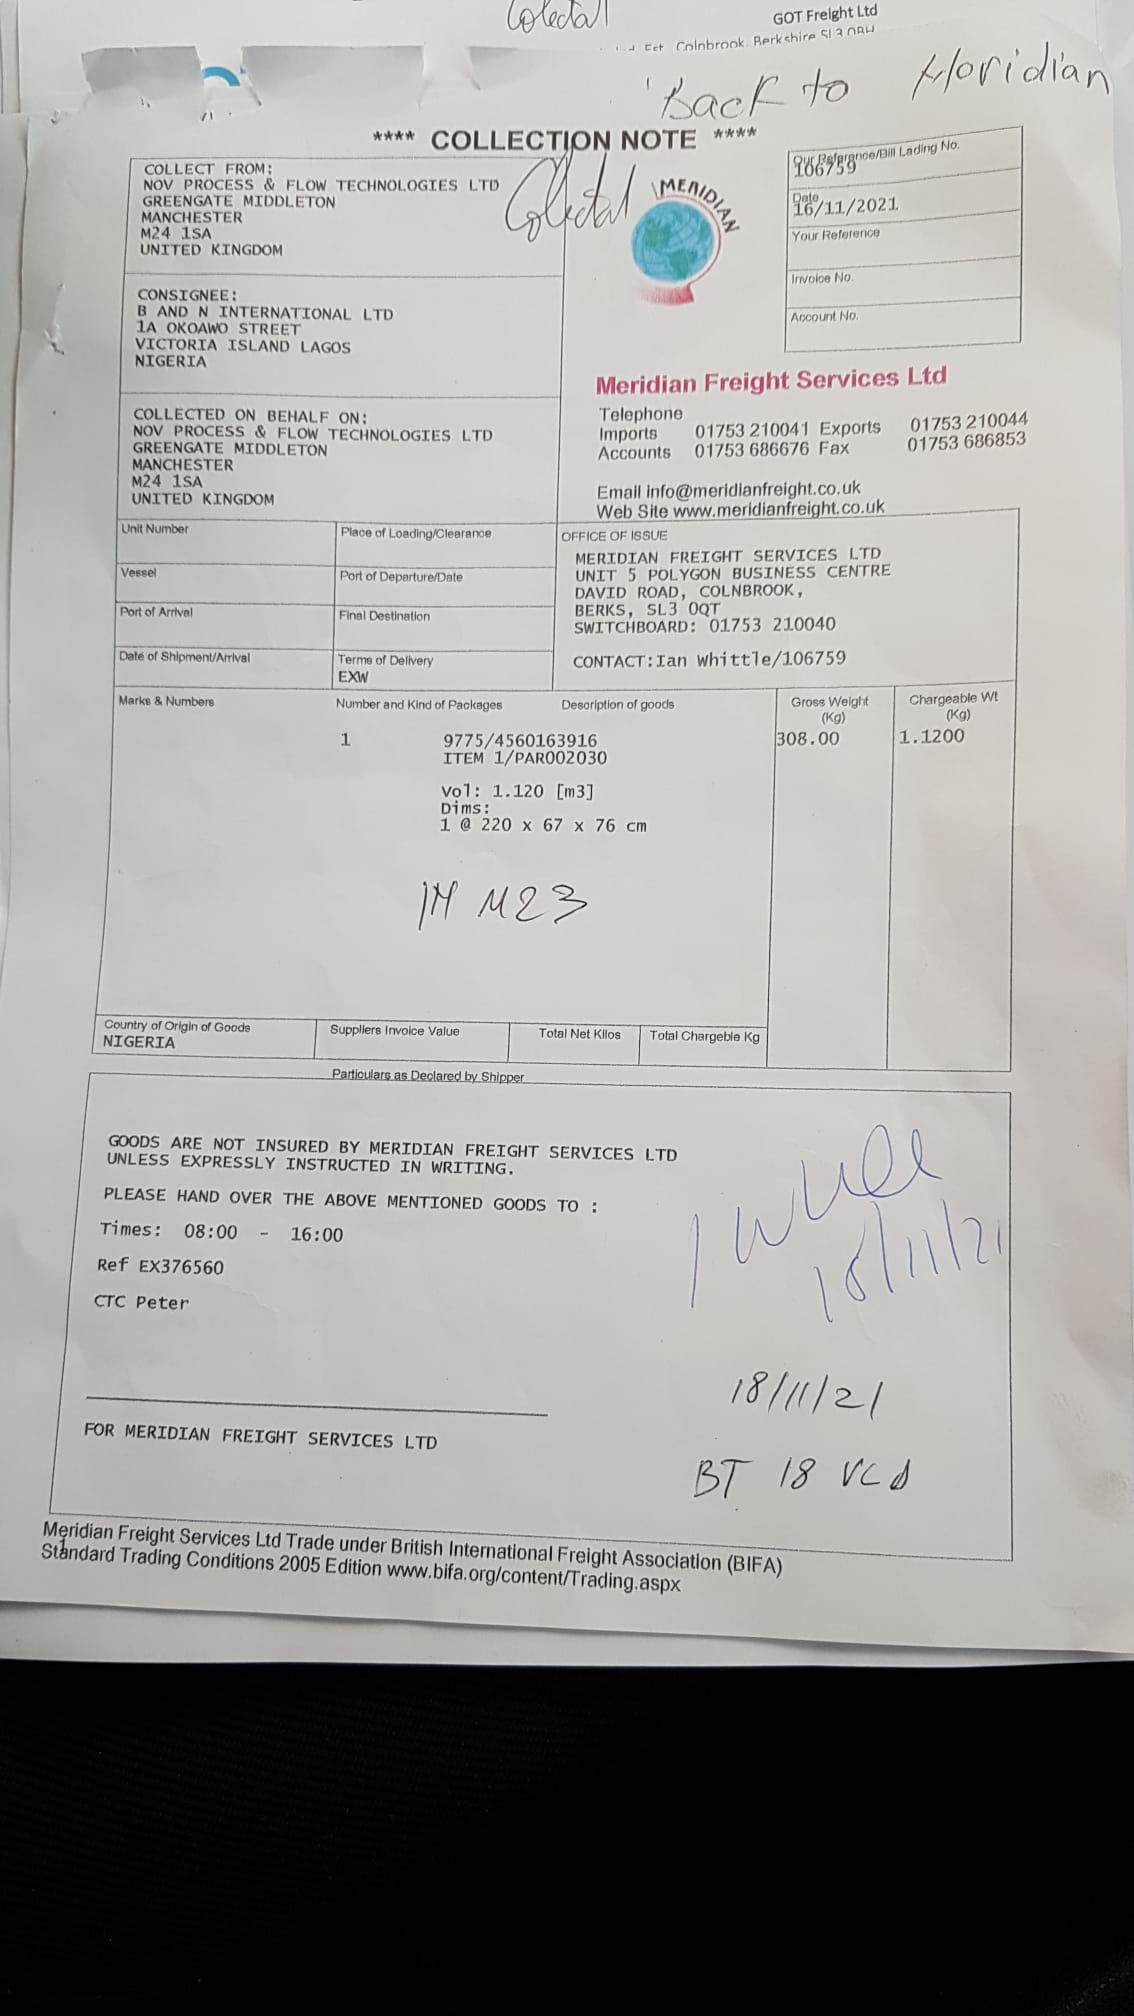 Coledal
GOT Freight Ltd
Colnbrook, Berkshire SL3 0BW
Back to Moridian
**** COLLECTION NOTE ****
COLLECT FROM:
NOV PROCESS & FLOW TECHNOLOGIES LTD
GREENGATE MIDDLETON
MANCHESTER
M24 1SA
UNITED KINGDOM
Coledal
MERIDIAN
Our Reference/Bill Lading No.
106759
Date
16/11/2021
Your Reference
Invoice No.
Account No.
CONSIGNEE:
B AND N INTERNATIONAL LTD
1A OKOAWO STREET
VICTORIA ISLAND LAGOS
NIGERIA
Meridian Freight Services Ltd
Telephone
Imports 01753 210041 Exports 01753 210044
Accounts 01753 686676 Fax 01753 686853
Email info@meridianfreight.co.uk
Web Site www.meridianfreight.co.uk
COLLECTED ON BEHALF ON:
NOV PROCESS & FLOW TECHNOLOGIES LTD
GREENGATE MIDDLETON
MANCHESTER
M24 1SA
UNITED KINGDOM
Unit Number
Place of Loading/Clearance
Vessel
Port of Departure/Date
Port of Arrival
Final Destination
Date of Shipment/Arrival
Terms of Delivery
EXW
OFFICE OF ISSUE
MERIDIAN FREIGHT SERVICES LTD
UNIT 5 POLYGON BUSINESS CENTRE
DAVID ROAD, COLNBROOK,
BERKS, SL3 0QT
SWITCHBOARD: 01753 210040
CONTACT:Ian Whittle/106759
Marks & Numbers Number and Kind of Packages Description of goods Gross Weight (Kg) Chargeable Wt (Kg)
1 9775/4560163916 308.00 1.1200
ITEM 1/PAR002030
Vol: 1.120 [m3]
Dims:
1 @ 220 x 67 x 76 cm
M23
Country of Origin of Goods
NIGERIA
Suppliers Invoice Value
Total Net Kilos
Total Chargeble Kg
Particulars as Declared by Shipper
GOODS ARE NOT INSURED BY MERIDIAN FREIGHT SERVICES LTD
UNLESS EXPRESSLY INSTRUCTED IN WRITING.
PLEASE HAND OVER THE ABOVE MENTIONED GOODS TO :
Times: 08:00 - 16:00
Ref EX376560
CTC Peter
18/11/21
18/11/21
BT 18 VCA
FOR MERIDIAN FREIGHT SERVICES LTD
Meridian Freight Services Ltd Trade under British International Freight Association (BIFA)
Standard Trading Conditions 2005 Edition www.bifa.org/content/Trading.aspx